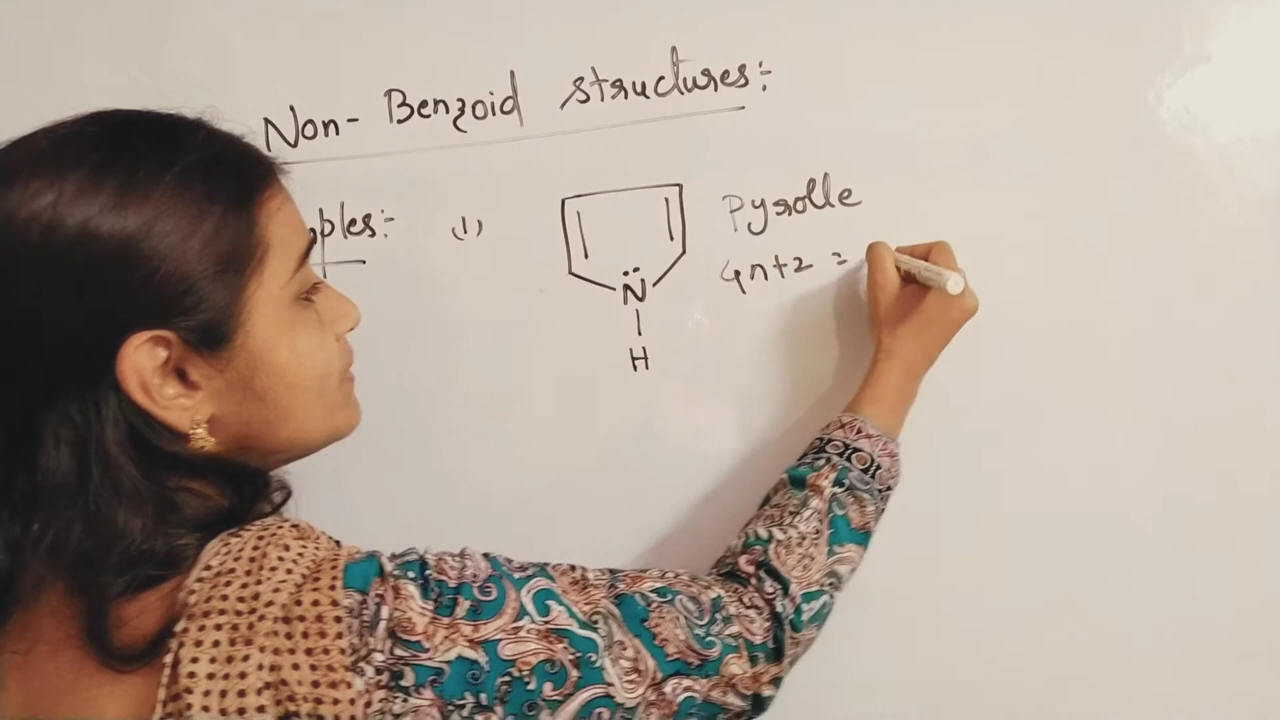 Non- Benzoid structures:-
ples:- (1) Pyrolle
4n+2 =
N
H